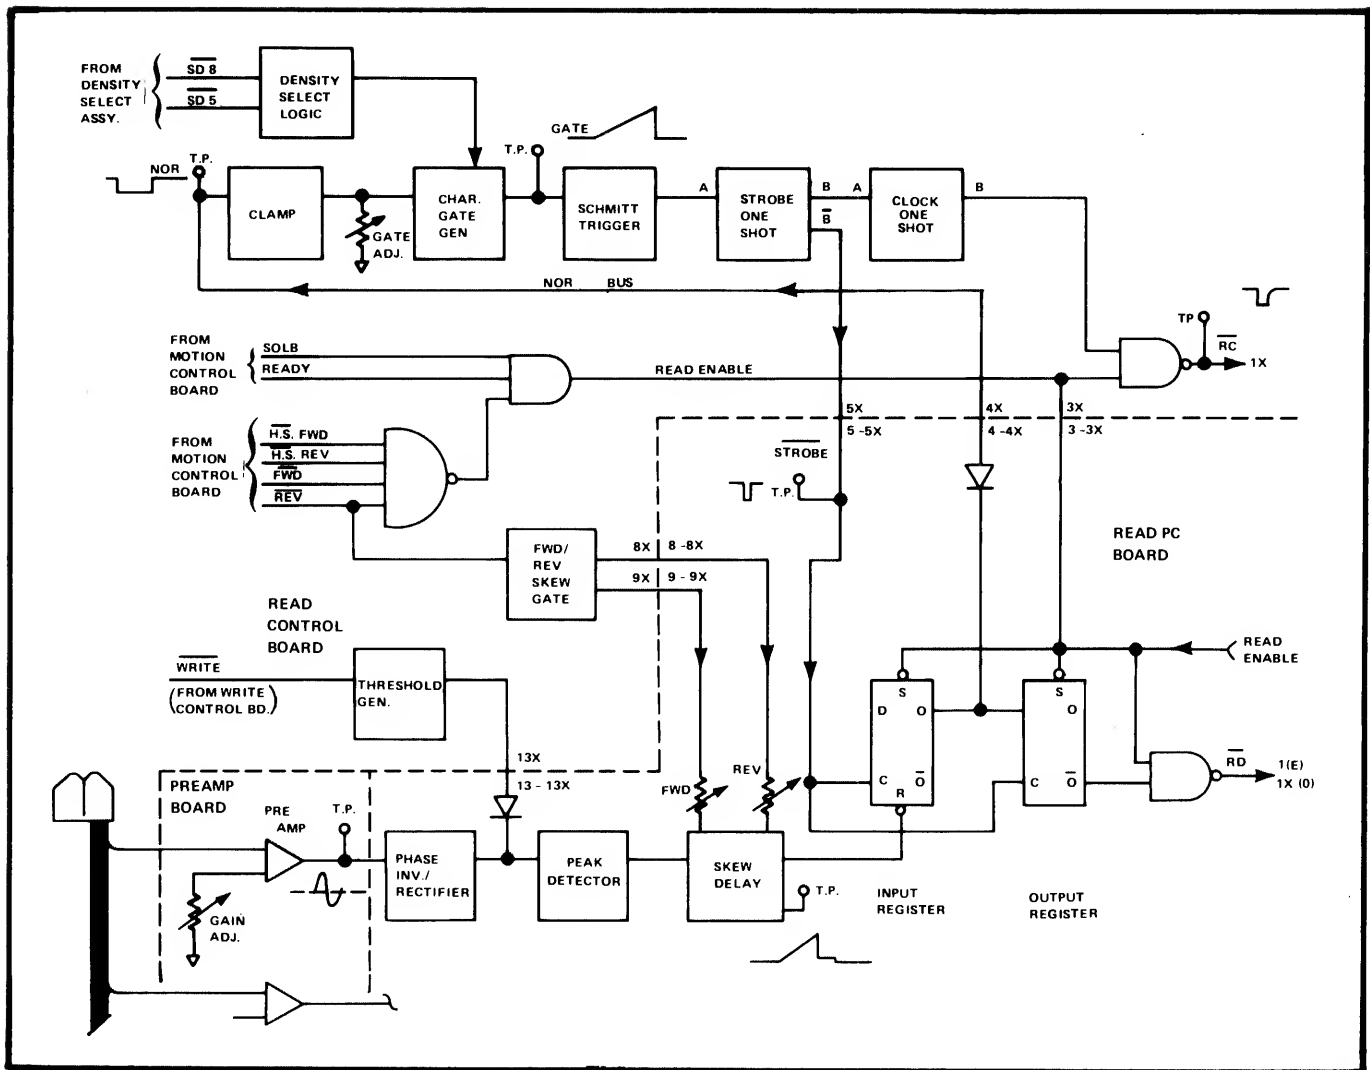 FROM
DENSITY
SELECT
ASSY.
SD 8
SD 5
DENSITY
SELECT
LOGIC
GATE
NOR
T.P.
CLAMP
GATE
ADJ.
CHAR.
GATE
GEN
T.P.
SCHMITT
TRIGGER
A
STROBE
ONE
SHOT
B
B
A
CLOCK
ONE
SHOT
B
NOR BUS
FROM
MOTION
CONTROL
BOARD
SOLB
READY
READ ENABLE
TP
RC
1X
5X
5 -5X
4X
4 -4X
3X
3 -3X
FROM
MOTION
CONTROL
BOARD
H.S. FWD
H.S. REV
FWD
REV
STROBE
T.P.
READ PC
BOARD
FWD/
REV
SKEW
GATE
8X
8 -8X
9X
9 - 9X
READ
CONTROL
BOARD
WRITE
(FROM WRITE
CONTROL BD.)
THRESHOLD
GEN.
13X
13 - 13X
FWD
REV
READ
ENABLE
S
D O
C O
R
S
O
C O
RD
1(E)
1X (0)
PREAMP
BOARD
PRE
AMP
T.P.
GAIN
ADJ.
PHASE
INV./
RECTIFIER
PEAK
DETECTOR
SKEW
DELAY
T.P.
INPUT
REGISTER
OUTPUT
REGISTER